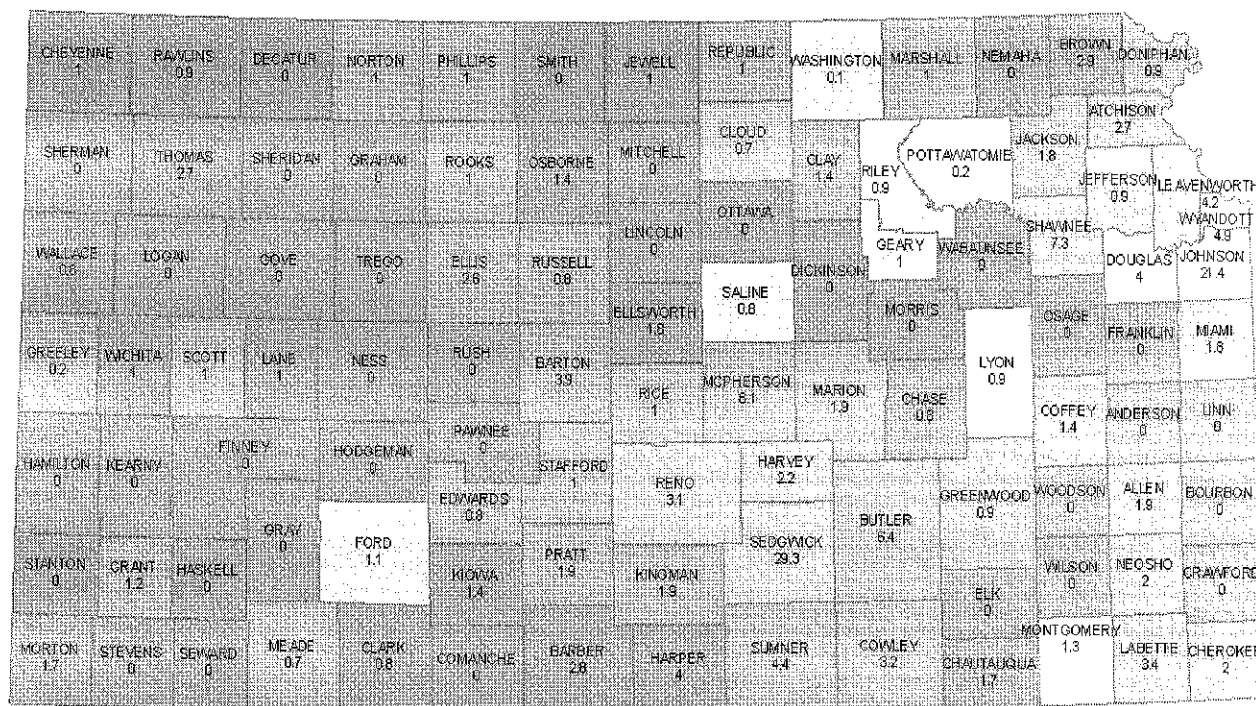 CHEYENNE
1
RAWLINS
0.9
DECATUR
0
NORTON
1
PHILLIPS
1
SMITH
0
JEWELL
1
REPUBLIC
1
WASHINGTON
0.1
MARSHALL
1
NEMAHA
0
BROWN
2.9
DONIPHAN
0.9
SHERMAN
0
THOMAS
2.7
SHERIDAN
0
GRAHAM
0
ROOKS
1
OSBORNE
1.4
MITCHELL
0
CLOUD
0.7
CLAY
1.4
RILEY
0.9
POTTAWATOMIE
0.2
JACKSON
1.8
ATCHISON
2.7
JEFFERSON
0.9
LEAVENWORTH
4.2
WYANDOTT
4.9
WALLACE
0.8
LOGAN
0
GOVE
0
TREGO
0
ELLIS
2.6
RUSSELL
0.8
LINCOLN
0
OTTAWA
0
SALINE
0.8
DICKINSON
0
GEARY
1
WABAUNSEE
0
SHAWNEE
7.3
DOUGLAS
4
JOHNSON
21.4
GREELEY
0.2
WICHITA
1
SCOTT
1
LANE
1
NESS
0
RUSH
0
BARTON
3.9
ELLSWORTH
1.8
RICE
1
MCPHERSON
MARION
1.9
MORRIS
0
CHASE
LYON
0.9
OSAGE
0
FRANKLIN
0
MIAMI
COFFEY
1.4
ANDERSON
0
LINN
0
HAMILTON
0
KEARNY
0
FINNEY
0
HODGEMAN
0
PAWNEE
0
EDWARDS
0.8
STAFFORD
1
RENO
3.1
HARVEY
2.2
SEDGWICK
29.3
BUTLER
GREENWOOD
0.9
WOODSON
0
ALLEN
1.9
BOURBON
0
STANTON
0
GRANT
1.2
HASKELL
0
GRAY
0
FORD
1.1
KIOWA
1.4
PRATT
1.9
KINGMAN
1.9
ELK
0
WILSON
0
NEOSHO
2
CRAWFORD
0
MORTON
1.7
STEVENS
0
SEWARD
0
MEADE
0.7
CLARK
0.8
COMANCHE
0
BARBER
2.8
HARPER
4
SUMNER
4.4
COWLEY
3.2
CHAUTAUQUA
1.7
MONTGOMERY
1.3
LABETTE
3.4
CHEROKEE
2